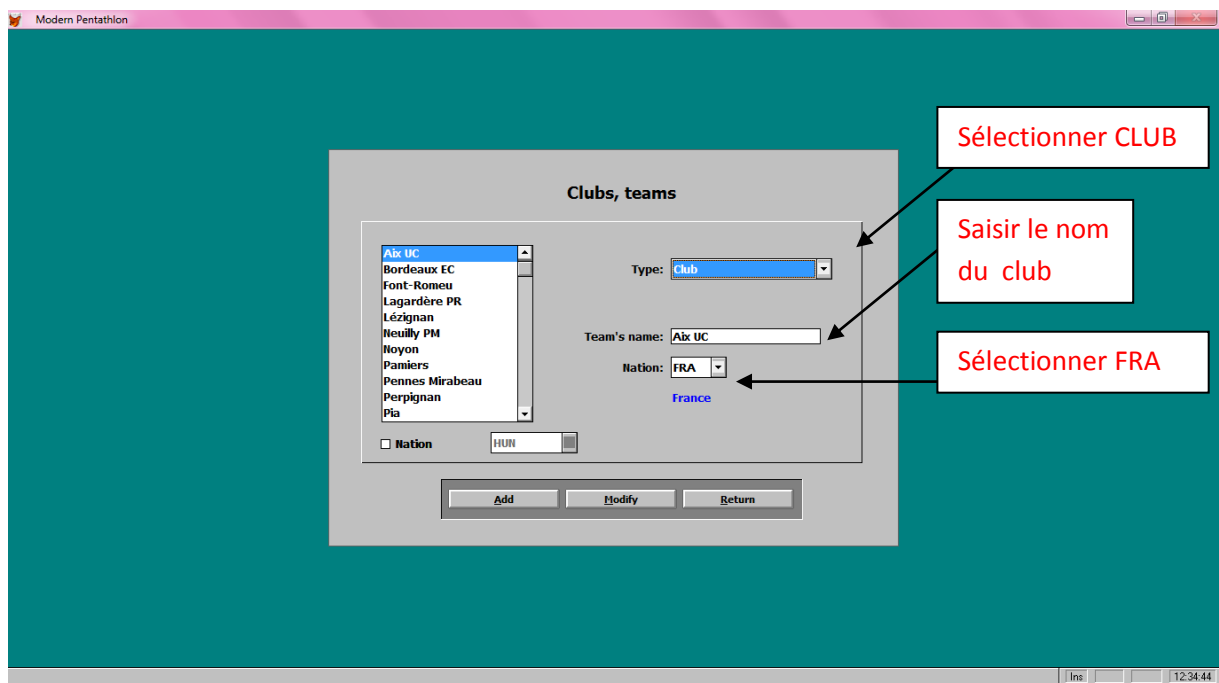 Modern Pentathlon
Sélectionner CLUB
Clubs, teams
Saisir le nom
du club
Aix UC
Bordeaux EC
Font-Romeu
Lagardère PR
Lézignan
Neuilly PM
Noyon
Pamiers
Pennes Mirabeau
Perpignan
Pia
Type: Club
Team's name: Aix UC
Nation: FRA
France
Sélectionner FRA
Nation HUN
Add Modify Return
Ins 12:34:44